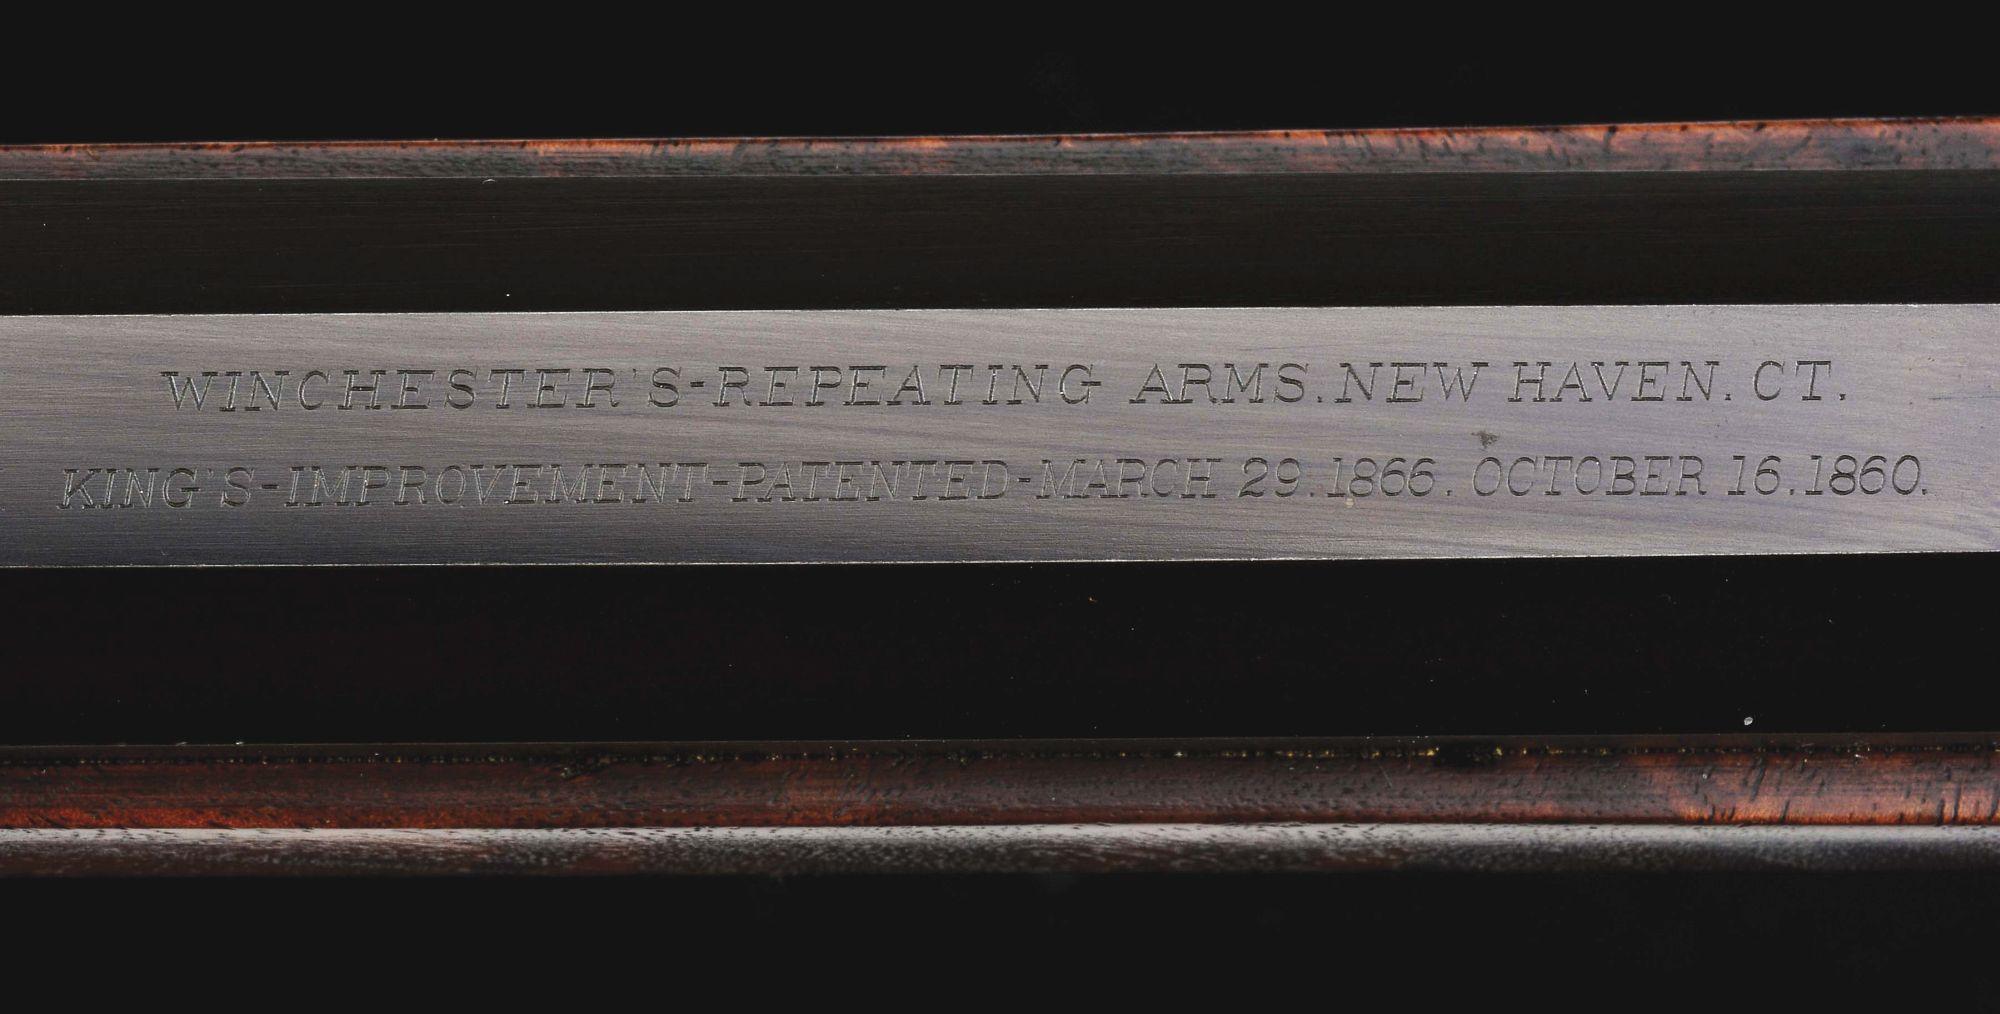 WINCHESTER'S-REPEATING ARMS. NEW HAVEN. CT.
KING'S-IMPROVEMENT-PATENTED-MARCH 29. 1866. OCTOBER 16. 1860.